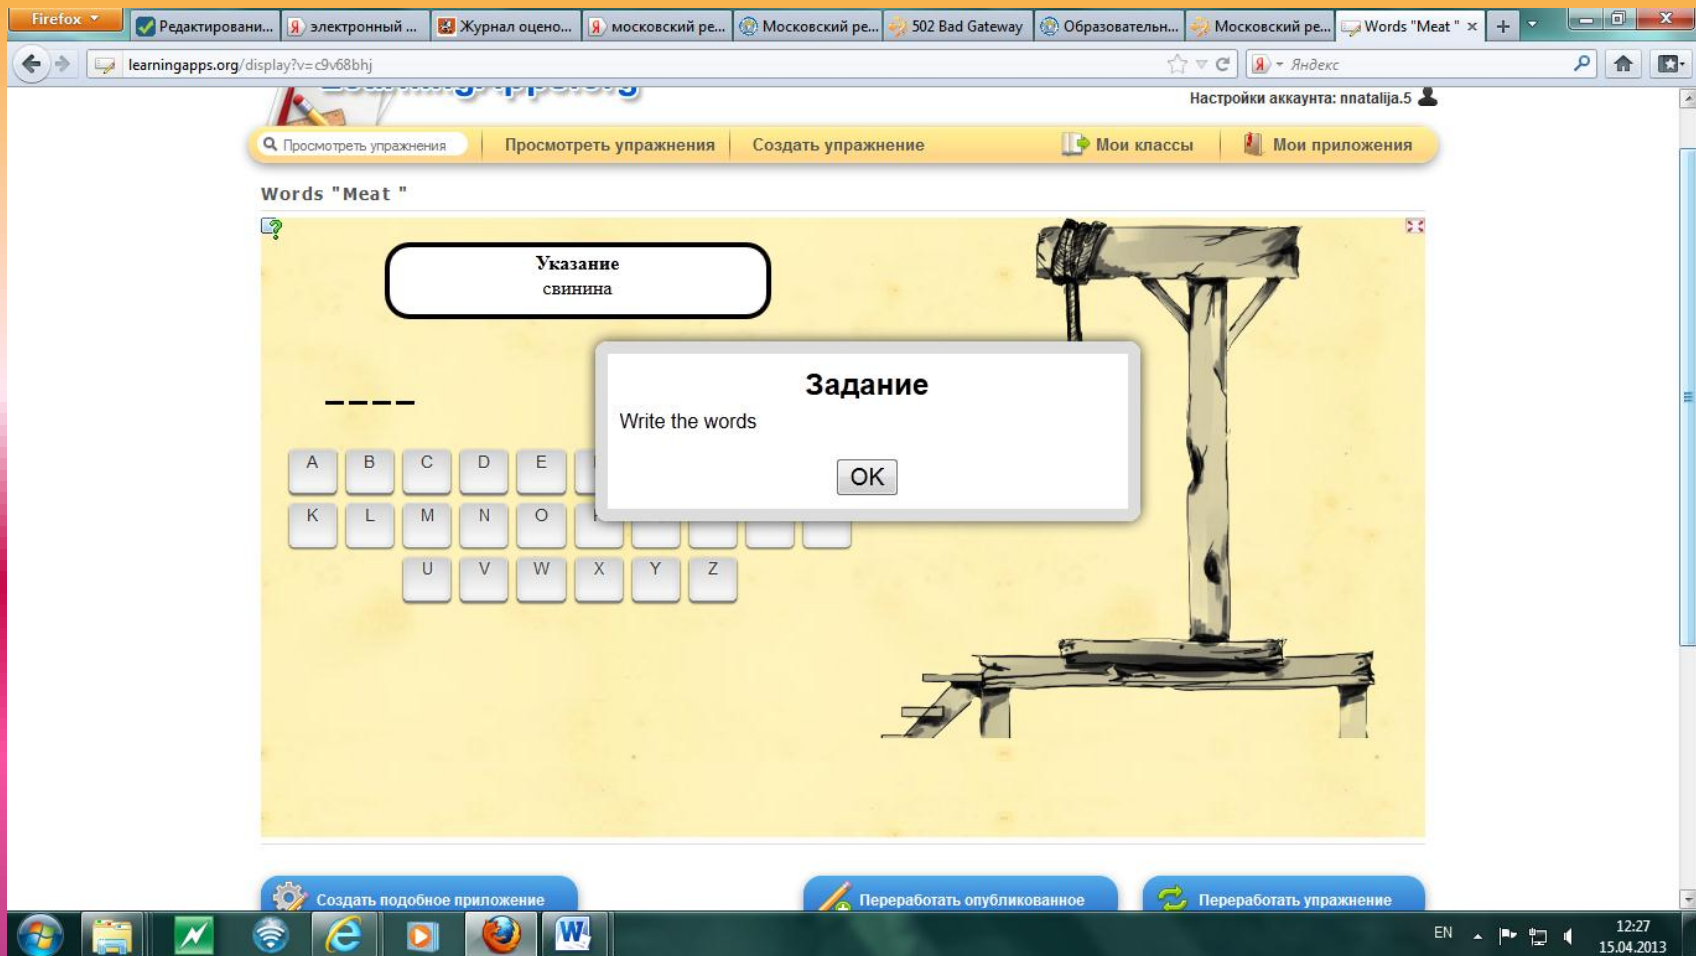 Firefox
Редактировани...
электронный ...
Журнал оцено...
московский ре...
Московский ре...
502 Bad Gateway
Образовательн...
Московский ре...
Words "Meat "
learningapps.org/display?v=c9v68bhj
Яндекс
LearningApps.org
Настройки аккаунта: nnatalija.5
Просмотреть упражнения
Просмотреть упражнения
Создать упражнение
Мои классы
Мои приложения
Words "Meat "
Указание
свинина
Задание
Write the words
OK
A B C D E
K L M N O
U V W X Y Z
Создать подобное приложение
Переработать опубликованное
Переработать упражнение
EN
12:27
15.04.2013